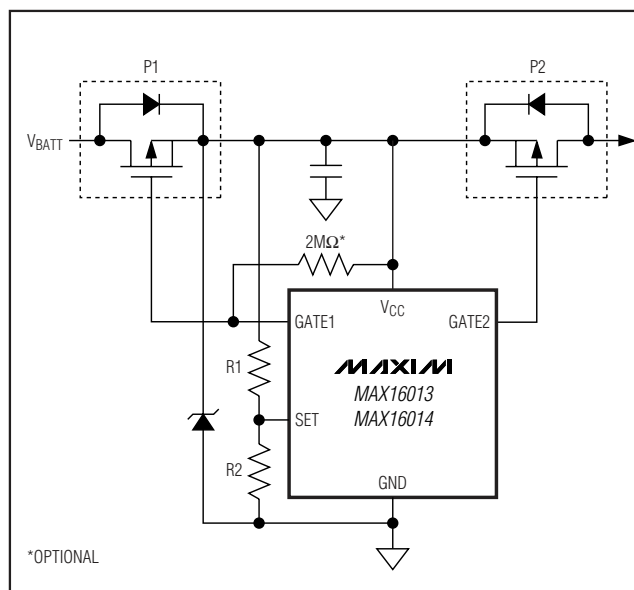 P1
P2
VBATT
2MΩ*
VCC
GATE1
GATE2
R1
MAXIM
MAX16013
MAX16014
SET
R2
GND
*OPTIONAL